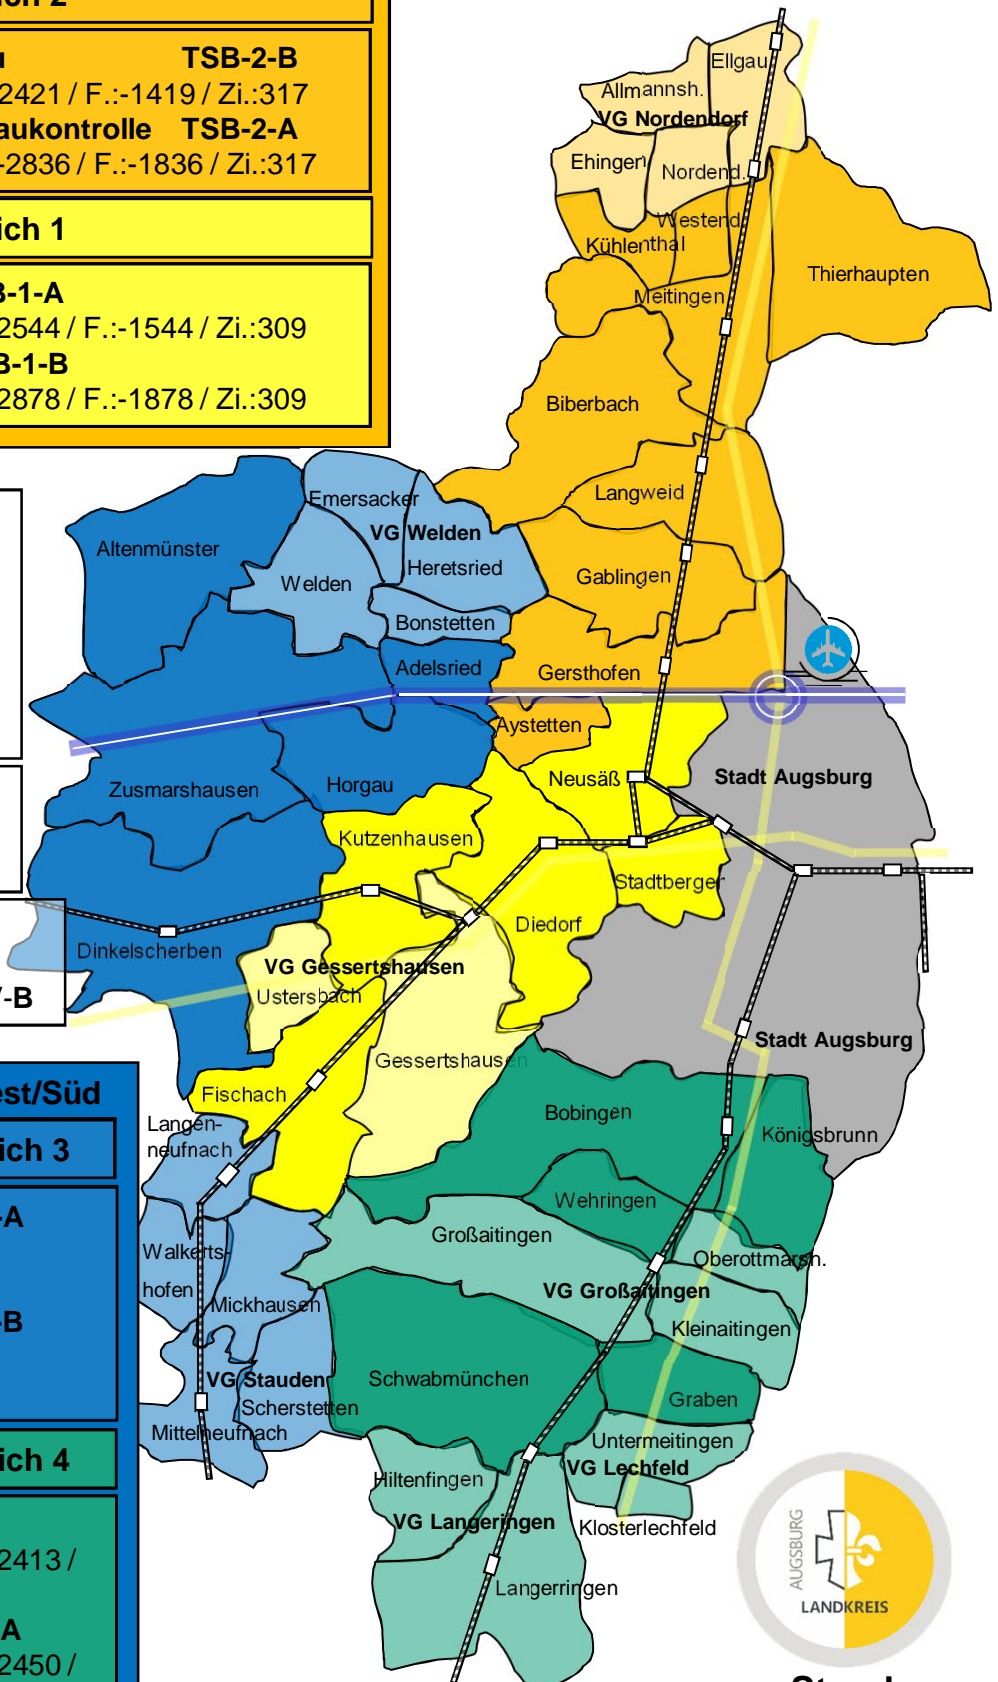 TSB-2-B
2421 / F.:-1419 / Zi.:317
aukontrolle TSB-2-A
-2836 / F.:-1836 / Zi.:317
ich 1
B-1-A
2544 / F.:-1544 / Zi.:309
B-1-B
2878 / F.:-1878 / Zi.:309
Ellgau
Allmannsh.
VG Nordendorf
Ehingen
Nordend.
Westend.
Kühlenthal
Thierhaupten
Meitingen
Biberbach
Langweid
Emersacker
VG Welden
Altenmünster
Heretsried
Welden
Gablingen
Bonstetten
Adelsried
Gersthofen
Aystetten
Neusäß
Stadt Augsburg
Zusmarshausen
Horgau
Kutzenhausen
Stadtbergen
Diedorf
Dinkelscherben
VG Gessertshausen
Ustersbach
-B
Stadt Augsburg
Gessertshausen
est/Süd
Fischach
Bobingen
Langen-
neufnach
Königsbrunn
ich 3
Wehringen
-A
Großaitingen
Walkerts-
hofen
Oberottmarsh.
VG Großaitingen
Mickhausen
-B
Kleinaitingen
VG Stauden
Schwabmünchen
Scherstetten
Graben
Mittelneufnach
Untermeitingen
ich 4
VG Lechfeld
Hiltenfingen
VG Langeringen
Klosterlechfeld
2413 /
Langerringen
A
2450 /
AUGSBURG
LANDKREIS